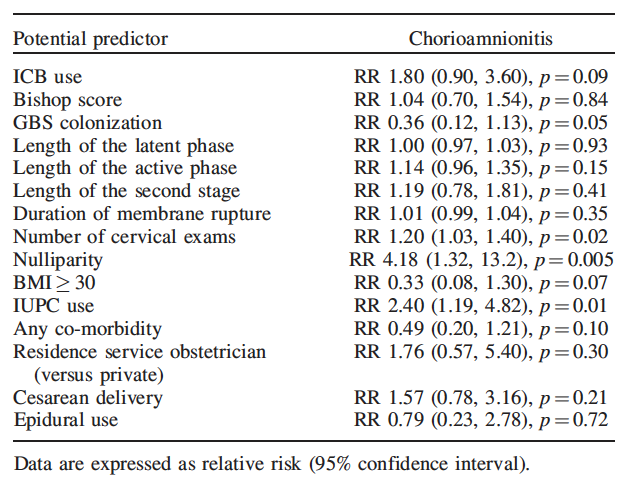 Potential predictor Chorioamnionitis
ICB use RR 1.80 (0.90, 3.60), p = 0.09
Bishop score RR 1.04 (0.70, 1.54), p = 0.84
GBS colonization RR 0.36 (0.12, 1.13), p = 0.05
Length of the latent phase RR 1.00 (0.97, 1.03), p = 0.93
Length of the active phase RR 1.14 (0.96, 1.35), p = 0.15
Length of the second stage RR 1.19 (0.78, 1.81), p = 0.41
Duration of membrane rupture RR 1.01 (0.99, 1.04), p = 0.35
Number of cervical exams RR 1.20 (1.03, 1.40), p = 0.02
Nulliparity RR 4.18 (1.32, 13.2), p = 0.005
BMI ≥ 30 RR 0.33 (0.08, 1.30), p = 0.07
IUPC use RR 2.40 (1.19, 4.82), p = 0.01
Any co-morbidity RR 0.49 (0.20, 1.21), p = 0.10
Residence service obstetrician RR 1.76 (0.57, 5.40), p = 0.30
(versus private)
Cesarean delivery RR 1.57 (0.78, 3.16), p = 0.21
Epidural use RR 0.79 (0.23, 2.78), p = 0.72
Data are expressed as relative risk (95% confidence interval).